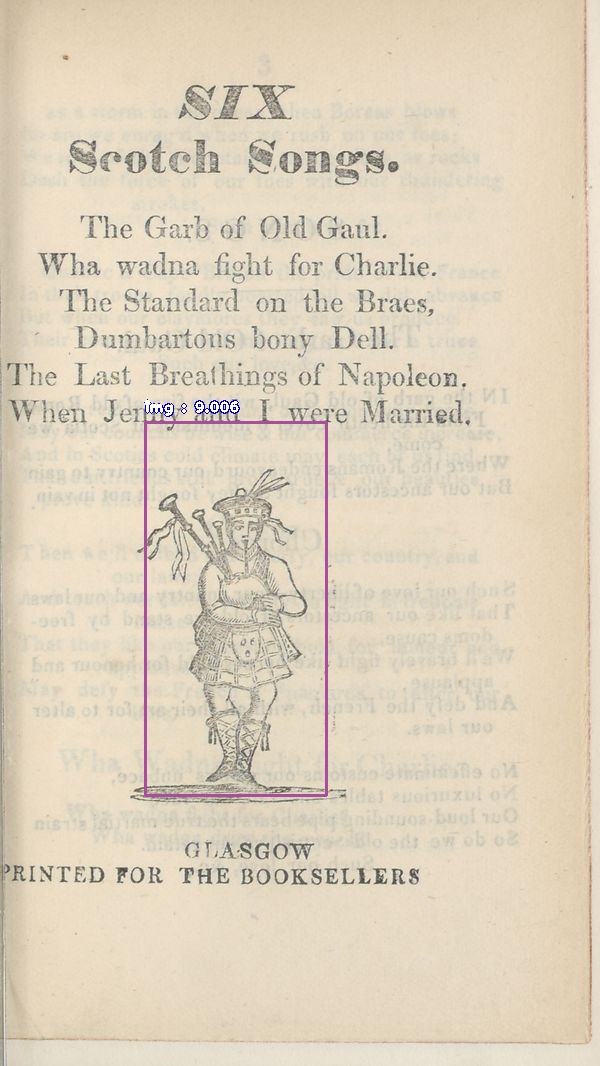 SIX
Scotch Songs.
The Garb of Old Gaul.
Wha wadna fight for Charlie.
The Standard on the Braes,
Dumbartons bony Dell.
The Last Breathings of Napoleon.
When Jenny and I were Married.
img : 9.006
GLASGOW
PRINTED FOR THE BOOKSELLERS